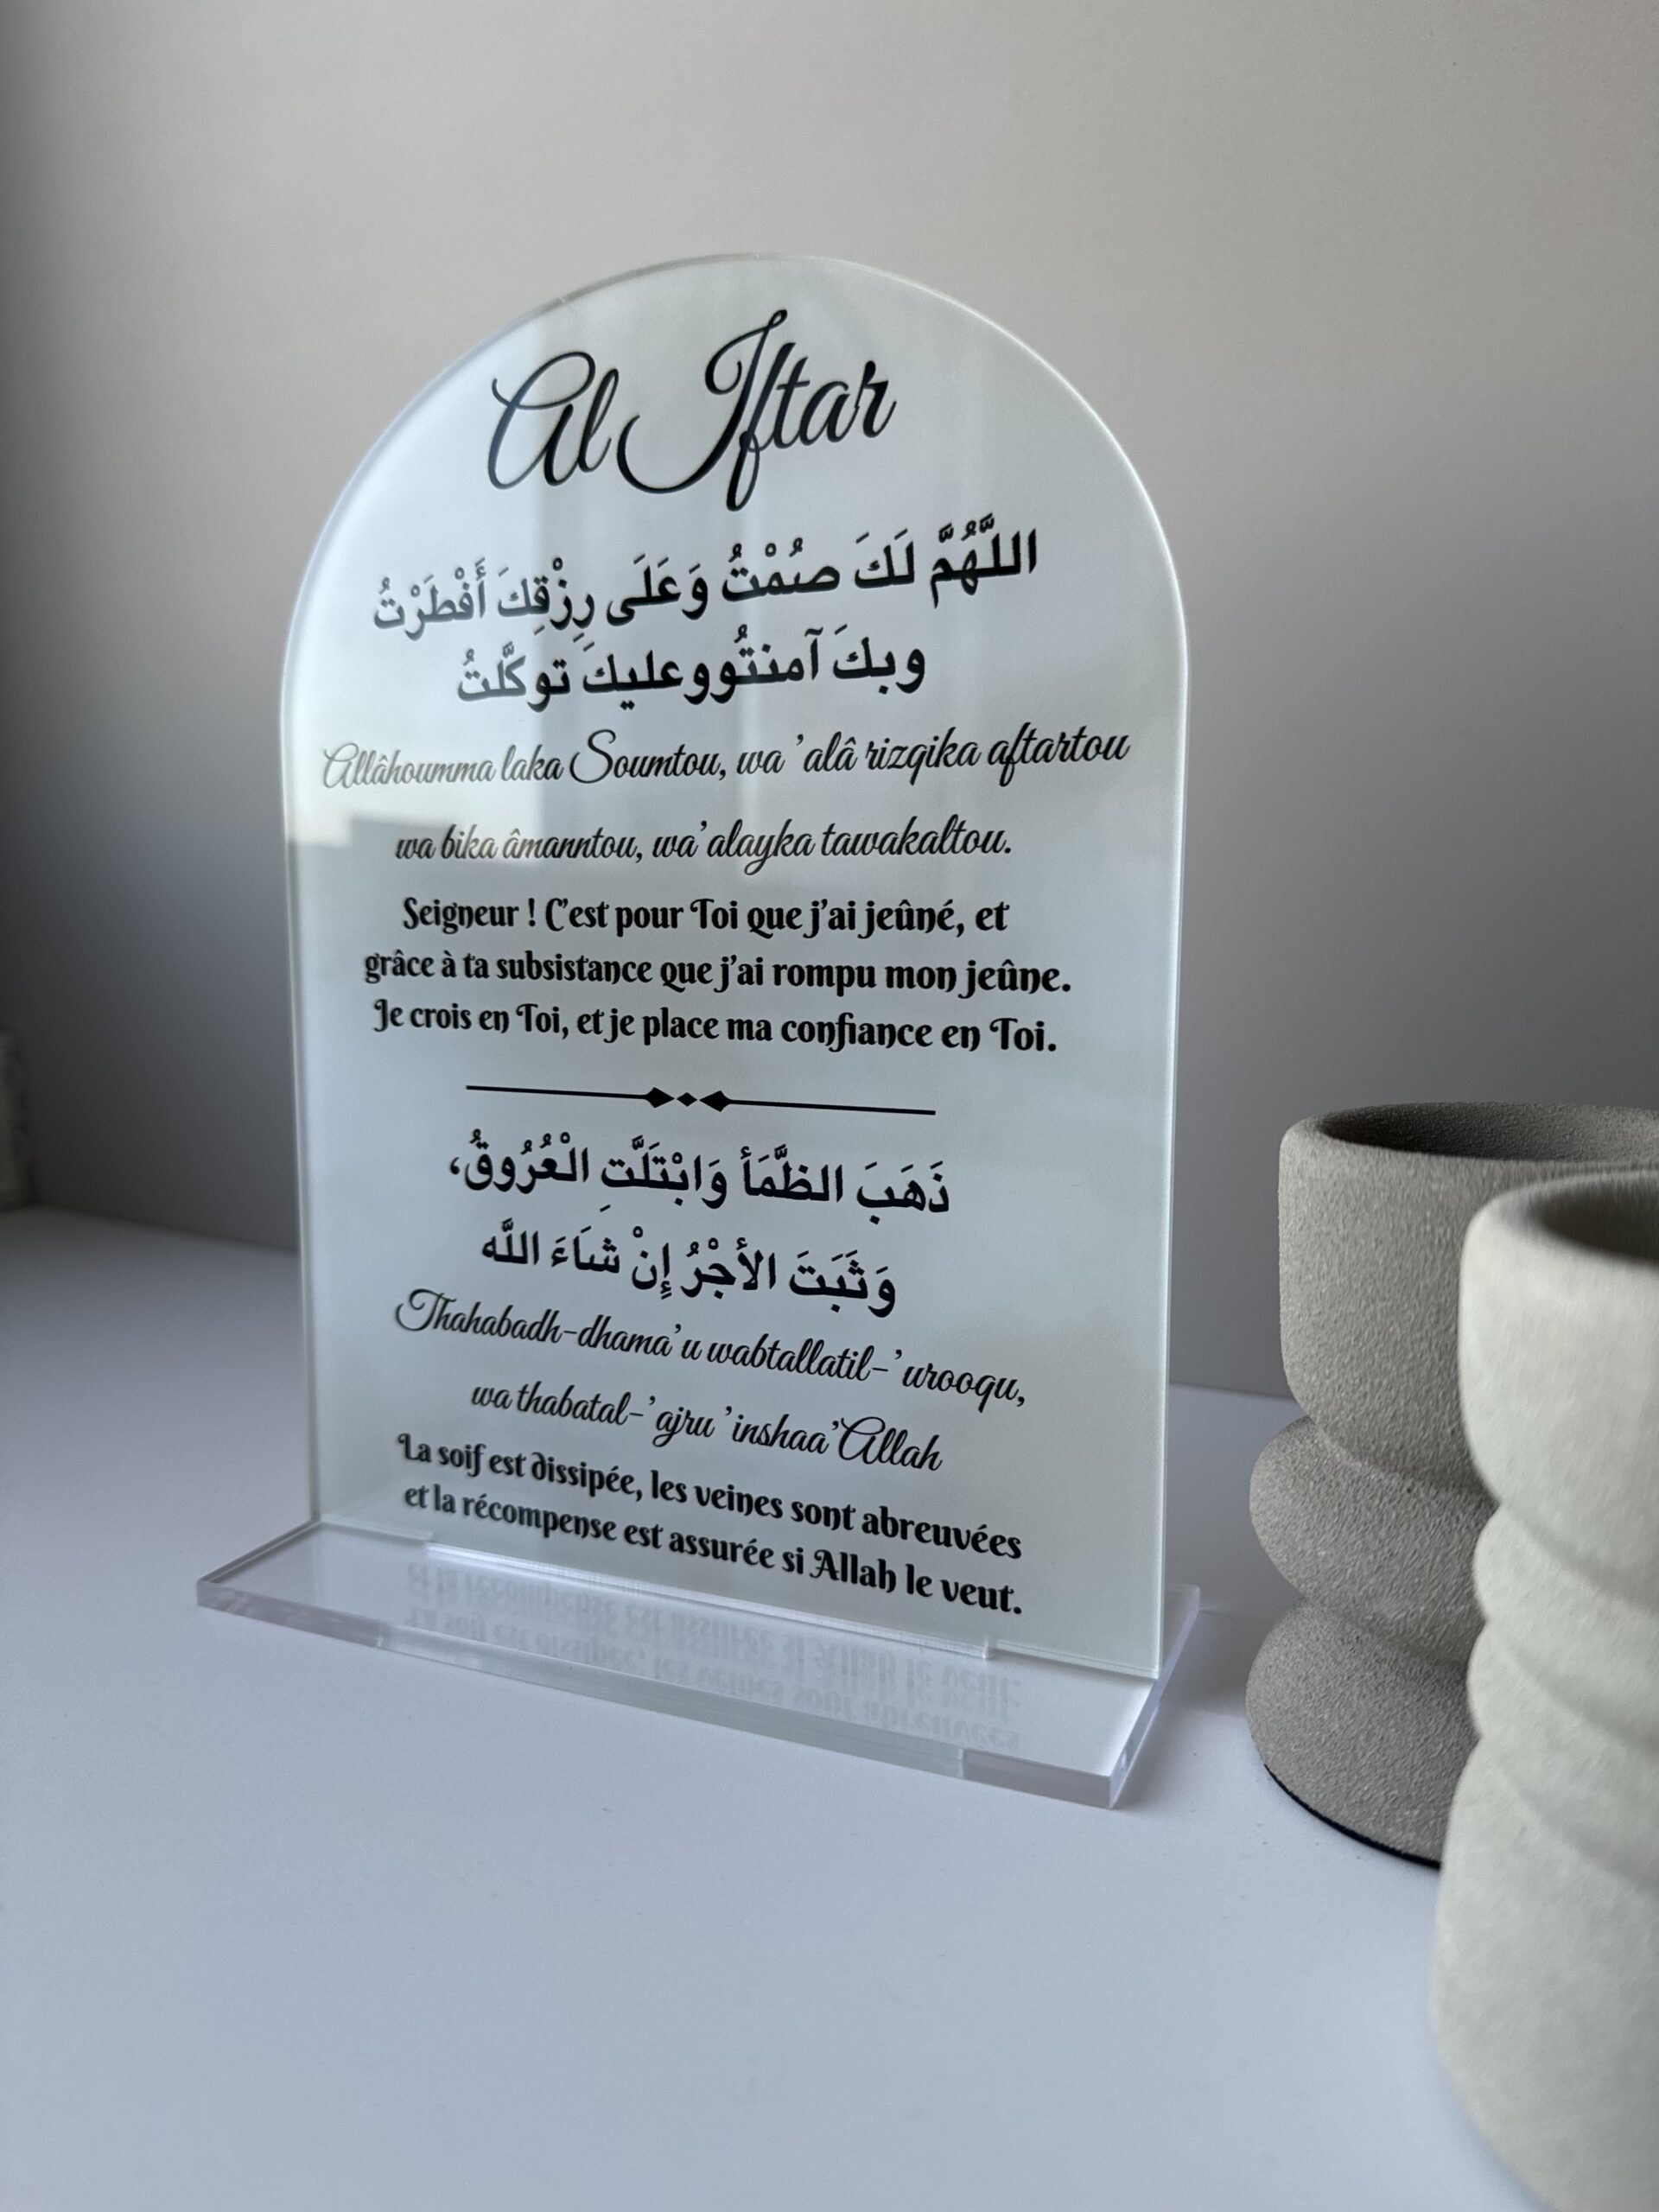 Al Iftar
اللَّهُمَّ لَكَ صُمْتُ وَعَلَى رِزْقِكَ أَفْطَرْتُ
وبكَ آمنتُووعليكَ توكَّلتُ
Allâhoumma laka Soumtou, wa 'alâ rizqika aftartou
wa bika âmanntou, wa'alayka tawakaltou.
Seigneur ! C'est pour Toi que j'ai jeûné, et
grâce à ta subsistance que j'ai rompu mon jeûne.
Je crois en Toi, et je place ma confiance en Toi.
ذَهَبَ الظَّمَأ وَابْتَلَّتِ الْعُرُوقُ،
وَثَبَتَ الأجْرُ إِنْ شَاءَ اللَّه
Thahabadh-dhama'u wabtallatil-'urooqu,
wa thabatal-'ajru 'inshaa'Allah
La soif est dissipée, les veines sont abreuvées
et la récompense est assurée si Allah le veut.